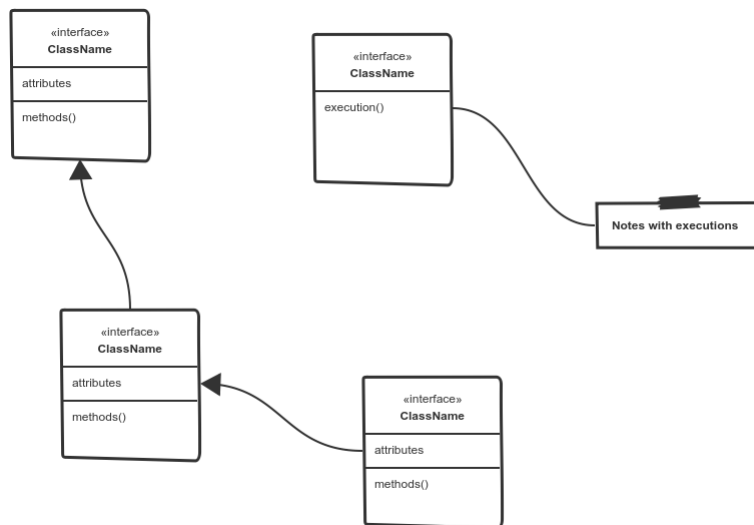 «interface»
ClassName
attributes
methods()
«interface»
ClassName
execution()
Notes with executions
«interface»
ClassName
attributes
methods()
«interface»
ClassName
attributes
methods()